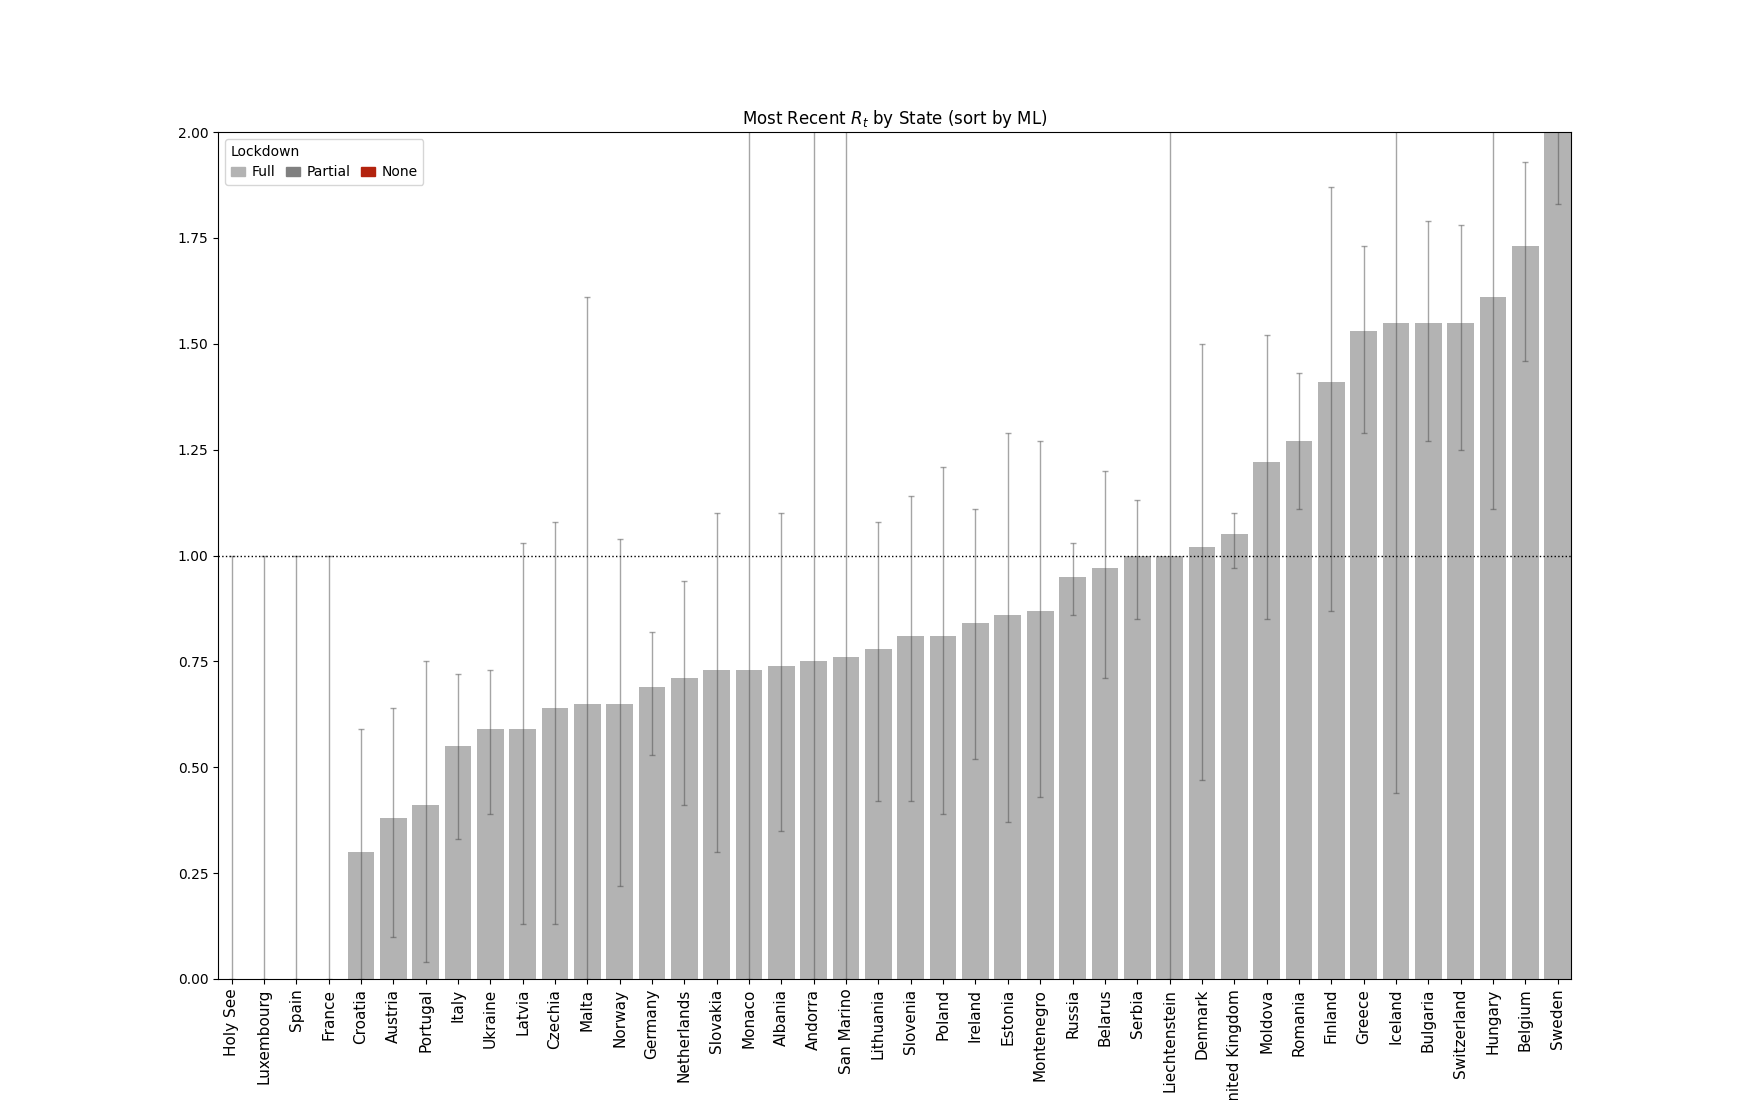 Most Recent R_t by State (sort by ML)
2.00
Lockdown
Full Partial None
1.75
1.50
1.25
1.00
0.75
0.50
0.25
0.00
Holy See
Luxembourg
Spain
France
Croatia
Austria
Portugal
Italy
Ukraine
Latvia
Czechia
Malta
Norway
Germany
Netherlands
Slovakia
Monaco
Albania
Andorra
San Marino
Lithuania
Slovenia
Poland
Ireland
Estonia
Montenegro
Russia
Belarus
Serbia
Liechtenstein
Denmark
nited Kingdom
Moldova
Romania
Finland
Greece
Iceland
Bulgaria
Switzerland
Hungary
Belgium
Sweden